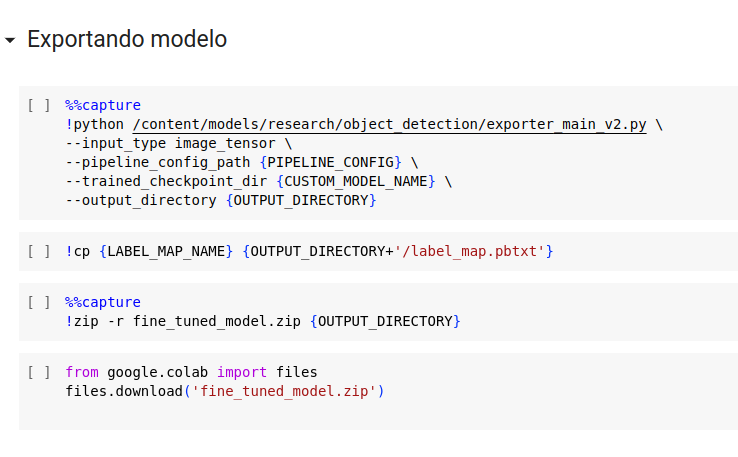 Exportando modelo
[ ] %%capture
!python /content/models/research/object_detection/exporter_main_v2.py \
--input_type image_tensor \
--pipeline_config_path {PIPELINE_CONFIG} \
--trained_checkpoint_dir {CUSTOM_MODEL_NAME} \
--output_directory {OUTPUT_DIRECTORY}
[ ] !cp {LABEL_MAP_NAME} {OUTPUT_DIRECTORY+'/label_map.pbtxt'}
[ ] %%capture
!zip -r fine_tuned_model.zip {OUTPUT_DIRECTORY}
[ ] from google.colab import files
files.download('fine_tuned_model.zip')